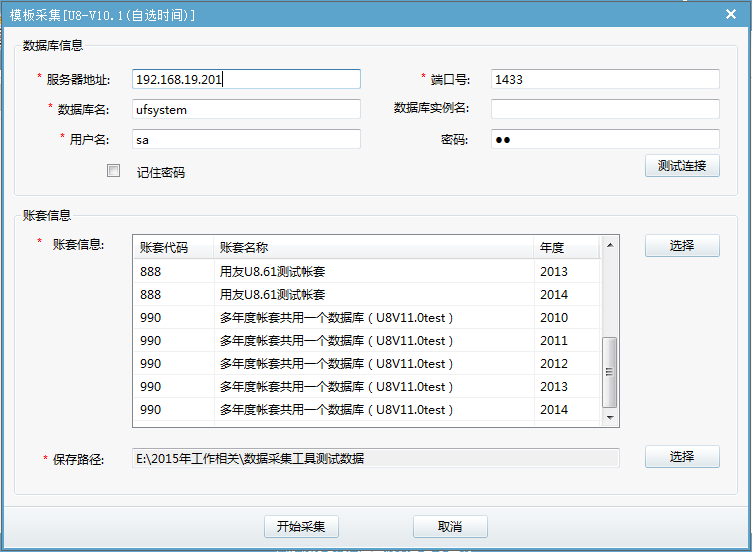 模板采集[U8-V10.1(自选时间)]
数据库信息
* 服务器地址: 192.168.19.201 * 端口号: 1433
* 数据库名: ufsystem 数据库实例名:
* 用户名: sa 密码: ●●
记住密码 测试连接
账套信息
* 账套信息: 选择
账套代码 账套名称 年度
888 用友U8.61测试帐套 2013
888 用友U8.61测试帐套 2014
990 多年度帐套共用一个数据库（U8V11.0test） 2010
990 多年度帐套共用一个数据库（U8V11.0test） 2011
990 多年度帐套共用一个数据库（U8V11.0test） 2012
990 多年度帐套共用一个数据库（U8V11.0test） 2013
990 多年度帐套共用一个数据库（U8V11.0test） 2014
* 保存路径: E:\2015年工作相关\数据采集工具测试数据 选择
开始采集 取消